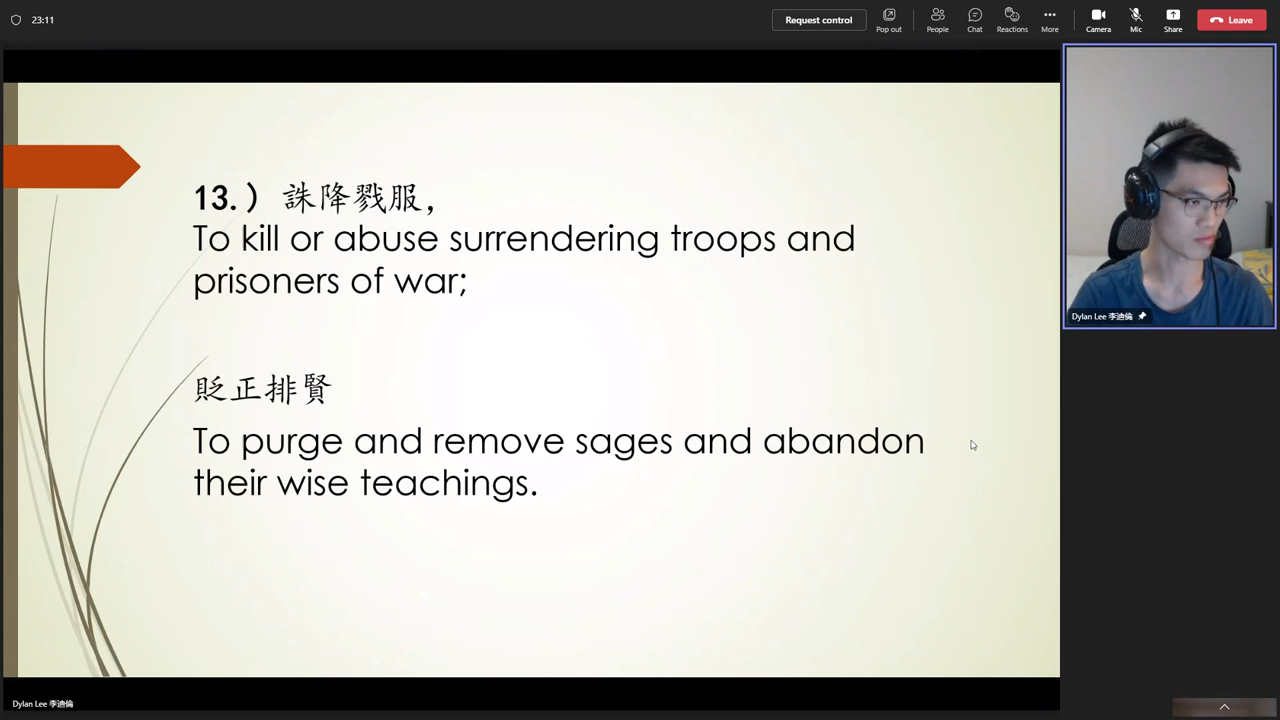 23:11
Request control
Pop out
People
Chat
Reactions
More
Camera
Mic
Share
Leave
13.) 誅降戮服,
To kill or abuse surrendering troops and
prisoners of war;
貶正排賢
To purge and remove sages and abandon
their wise teachings.
Dylan Lee 李迪倫
Dylan Lee 李迪倫